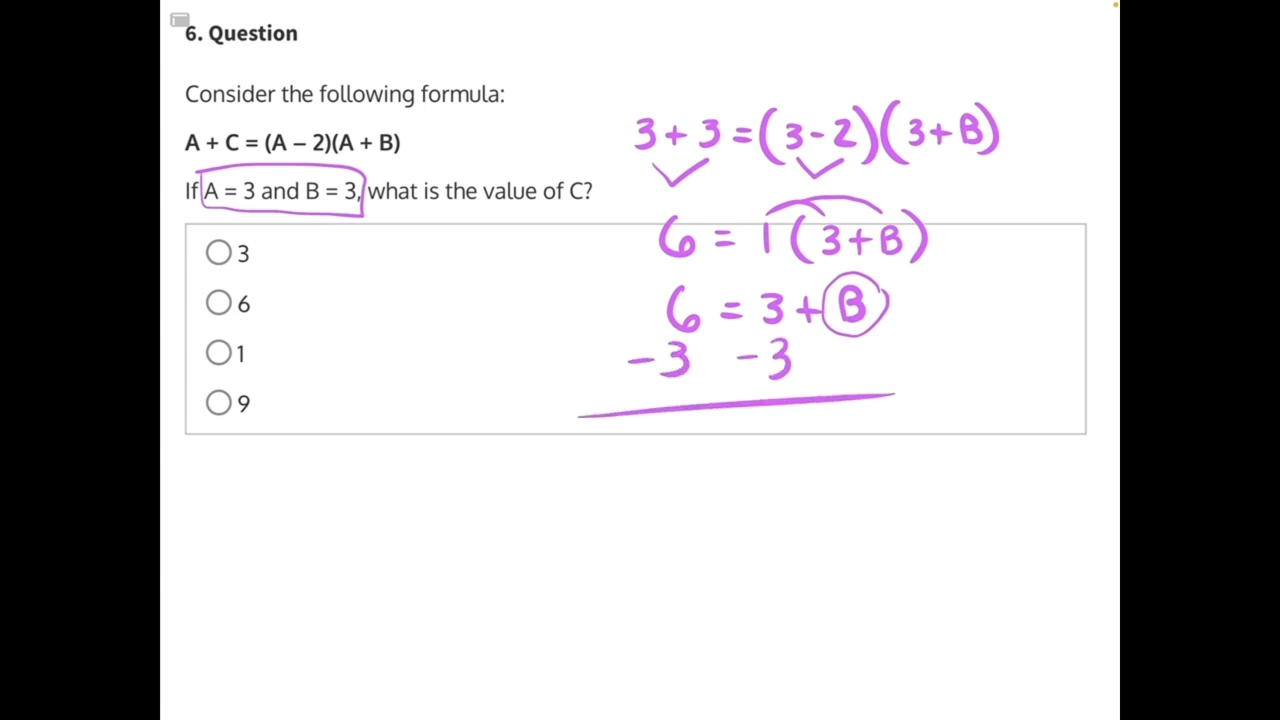 6. Question
Consider the following formula:
A + C = (A – 2)(A + B)
If A = 3 and B = 3, what is the value of C?
3
6
1
9
3 + 3 = (3 - 2)(3 + B)
6 = 1 (3 + B)
6 = 3 + B
- 3 - 3